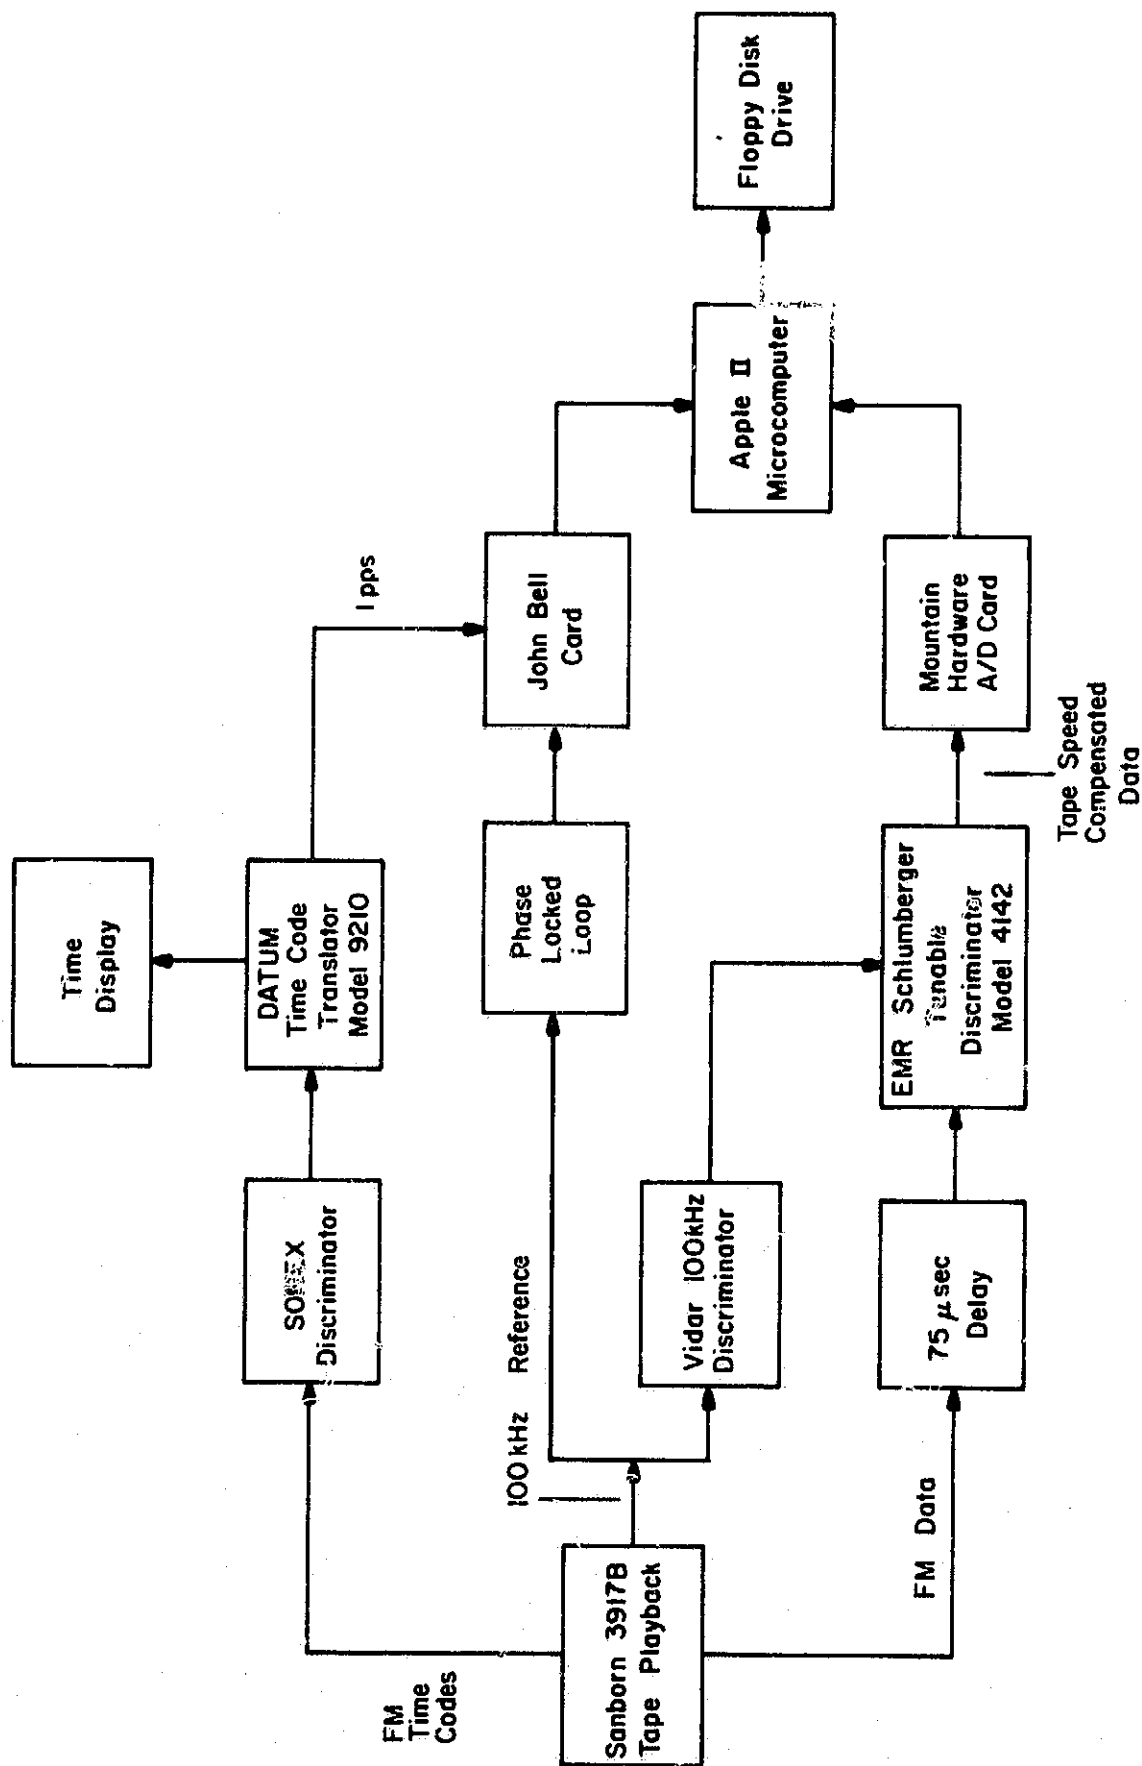 FM
Time
Codes
Sanborn 3917B
Tape Playback
100 kHz Reference
FM Data
Discriminator
Vidar 100kHz
Discriminator
75 μsec
Delay
Time
Display
DATUM
Time Code
Translator
Model 9210
Phase
Locked
Loop
EMR Schlumberger
Tunable
Discriminator
Model 4142
1 pps
John Bell
Card
Tape Speed
Compensated
Data
Mountain
Hardware
A/D Card
Apple II
Microcomputer
Floppy Disk
Drive